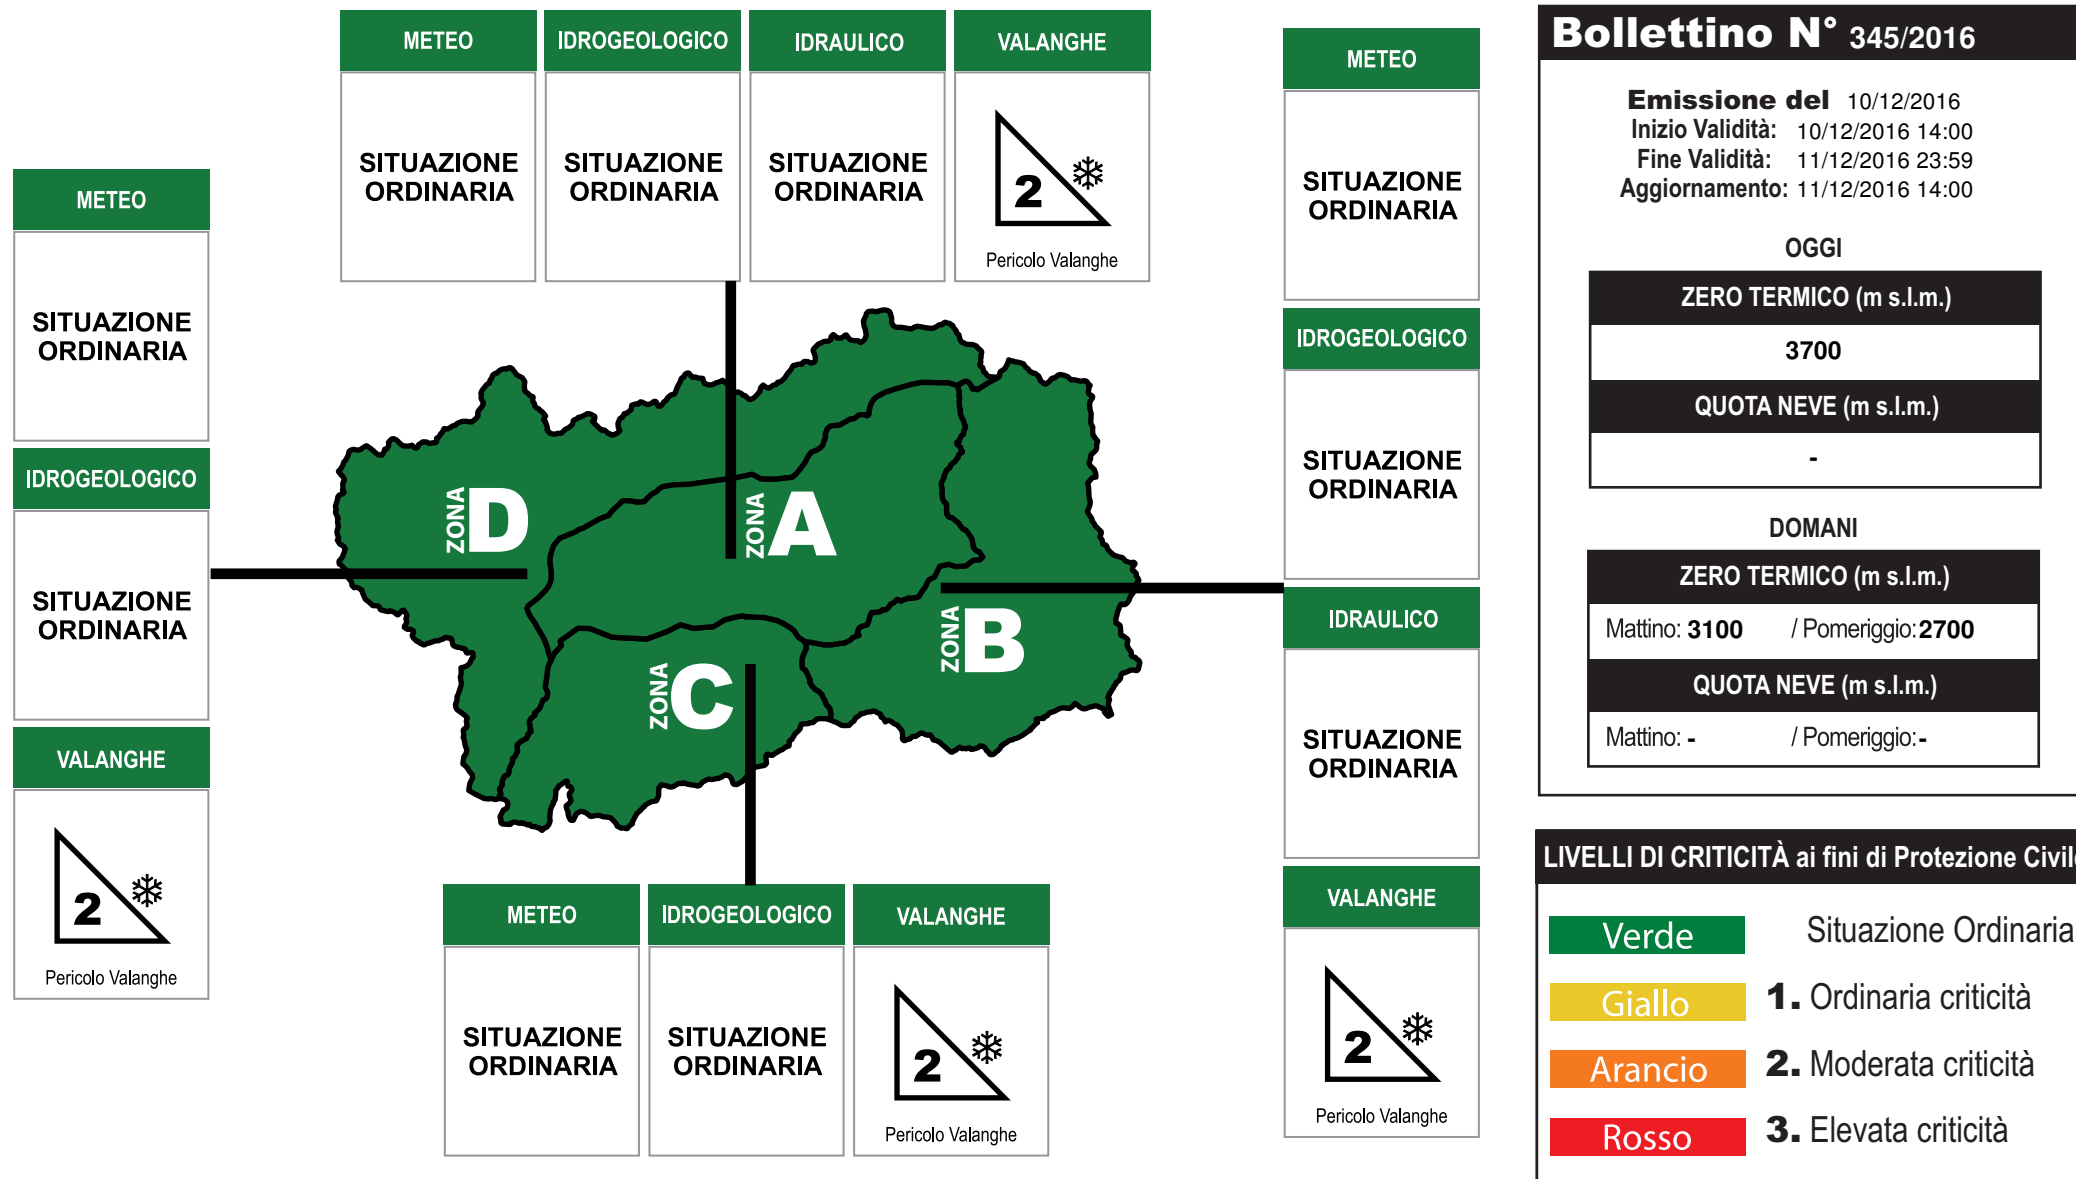 METEO
SITUAZIONE
ORDINARIA
IDROGEOLOGICO
SITUAZIONE
ORDINARIA
IDRAULICO
SITUAZIONE
ORDINARIA
VALANGHE
2
Pericolo Valanghe
METEO
SITUAZIONE
ORDINARIA
IDROGEOLOGICO
SITUAZIONE
ORDINARIA
VALANGHE
2
Pericolo Valanghe
ZONA D
ZONA A
ZONA B
ZONA C
METEO
SITUAZIONE
ORDINARIA
IDROGEOLOGICO
SITUAZIONE
ORDINARIA
VALANGHE
2
Pericolo Valanghe
METEO
SITUAZIONE
ORDINARIA
IDROGEOLOGICO
SITUAZIONE
ORDINARIA
IDRAULICO
SITUAZIONE
ORDINARIA
VALANGHE
2
Pericolo Valanghe
Bollettino N° 345/2016
Emissione del 10/12/2016
Inizio Validità: 10/12/2016 14:00
Fine Validità: 11/12/2016 23:59
Aggiornamento: 11/12/2016 14:00
OGGI
ZERO TERMICO (m s.l.m.)
3700
QUOTA NEVE (m s.l.m.)
-
DOMANI
ZERO TERMICO (m s.l.m.)
Mattino: 3100 / Pomeriggio: 2700
QUOTA NEVE (m s.l.m.)
Mattino: - / Pomeriggio: -
LIVELLI DI CRITICITÀ ai fini di Protezione Civile
Verde Situazione Ordinaria
Giallo 1. Ordinaria criticità
Arancio 2. Moderata criticità
Rosso 3. Elevata criticità